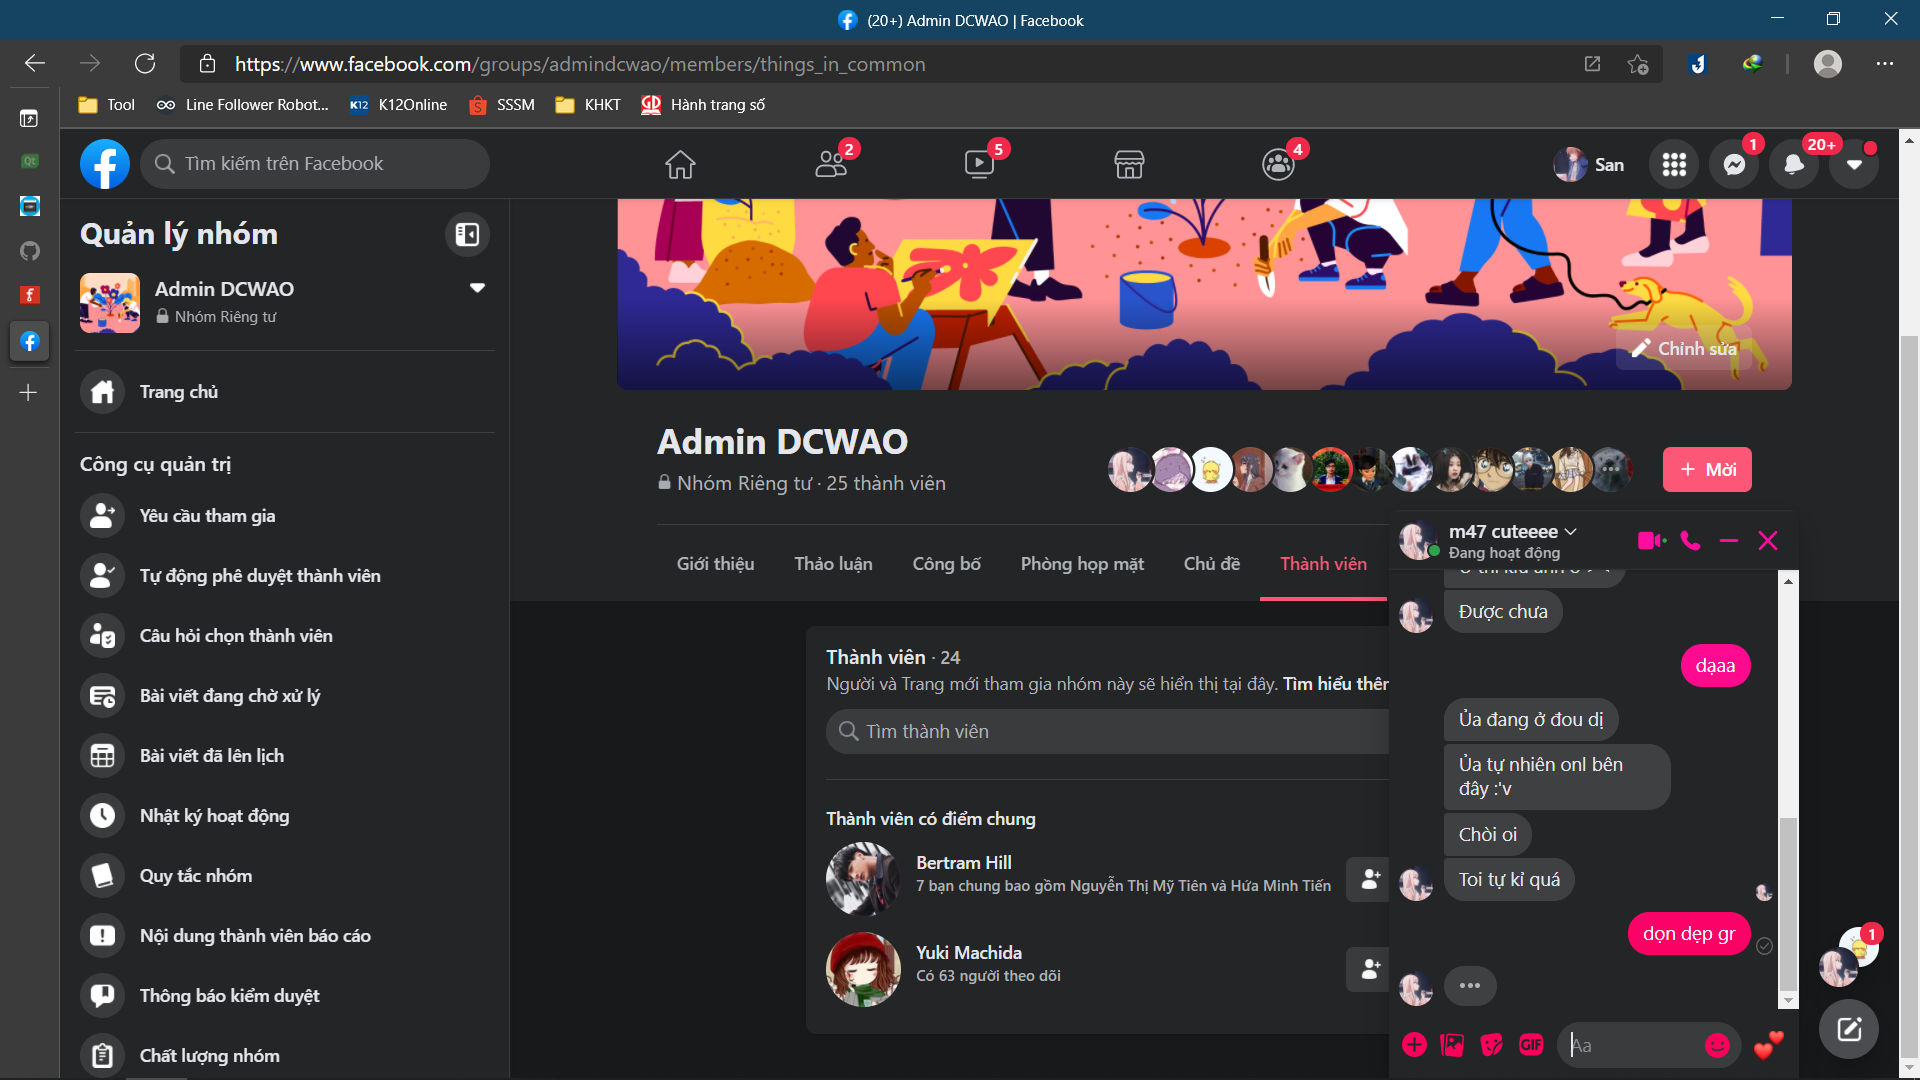 (20+) Admin DCWAO | Facebook
https://www.facebook.com/groups/admindcwao/members/things_in_common
Tool
Line Follower Robot...
K12
K12Online
SSSM
KHKT
Hành trang số
Qt
Tìm kiếm trên Facebook
2
5
4
San
1
20+
Quản lý nhóm
Admin DCWAO
Nhóm Riêng tư
Trang chủ
Công cụ quản trị
Yêu cầu tham gia
Tự động phê duyệt thành viên
Câu hỏi chọn thành viên
Bài viết đang chờ xử lý
Bài viết đã lên lịch
Nhật ký hoạt động
Quy tắc nhóm
Nội dung thành viên báo cáo
Thông báo kiểm duyệt
Chất lượng nhóm
Chỉnh sửa
Admin DCWAO
Nhóm Riêng tư · 25 thành viên
+ Mời
Giới thiệu
Thảo luận
Công bố
Phòng họp mặt
Chủ đề
Thành viên
Thành viên · 24
Người và Trang mới tham gia nhóm này sẽ hiển thị tại đây. Tìm hiểu thên
Tìm thành viên
Thành viên có điểm chung
Bertram Hill
7 bạn chung bao gồm Nguyễn Thị Mỹ Tiên và Hứa Minh Tiến
Yuki Machida
Có 63 người theo dõi
m47 cuteeee
Đang hoạt động
Được chưa
dạaa
Ủa đang ở đou dị
Ủa tự nhiên onl bên
đây :'v
Chòi oi
Toi tự kỉ quá
dọn dẹp gr
GIF
Aa
1